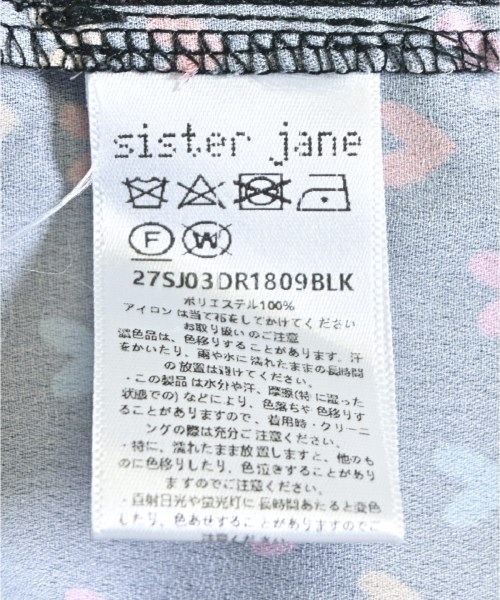 sister jane
F W
27SJ03DR1809BLK
ポリエステル100%
アイロンは当て布をしてかけてください
お取り扱いのご注意
濃色品は、色移りすることがあります。汗
をかいたり、雨や水に濡れたままの長時間
の放置は避けてください。
・この製品は水分や汗、摩擦(特に湿った
状態での)などにより、色落ちや色移りす
ることがありますので、着用時・クリーニ
ングの際は充分ご注意ください。
・特に、濡れたまま放置しますと、他のも
のに色移りしたり、色泣きすることがあり
ますのでご注意ください。
・直射日光や蛍光灯に長時間あたると変色
したり、色あせすることがありますのでご
注意ください。